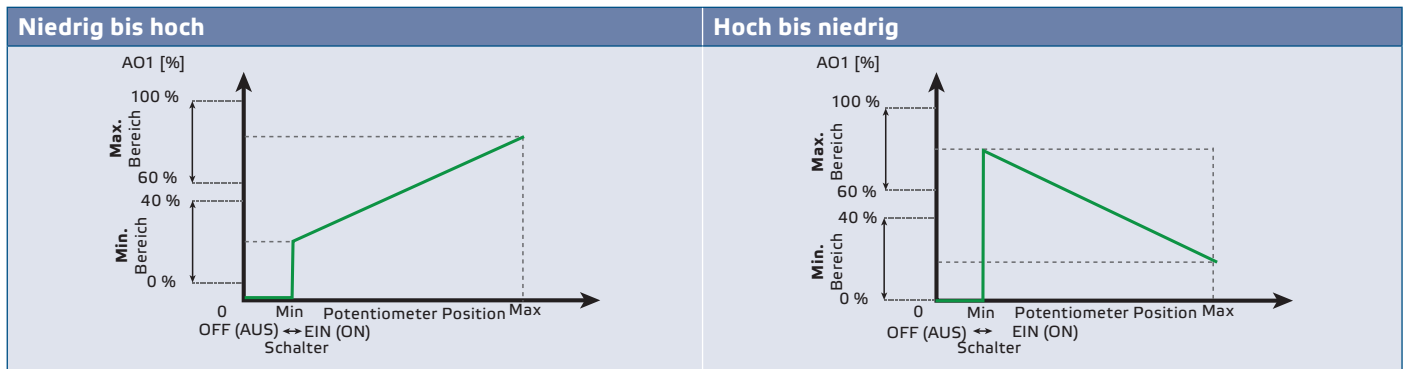 Niedrig bis hoch
AO1 [%]
100 %
Max.
Bereich
60 %
40 %
Min.
Bereich
0 %
0 Min Potentiometer Position Max
OFF (AUS) ↔ EIN (ON)
Schalter
Hoch bis niedrig
AO1 [%]
100 %
Max.
Bereich
60 %
40 %
Min.
Bereich
0 %
0 Min Potentiometer Position Max
OFF (AUS) ↔ EIN (ON)
Schalter